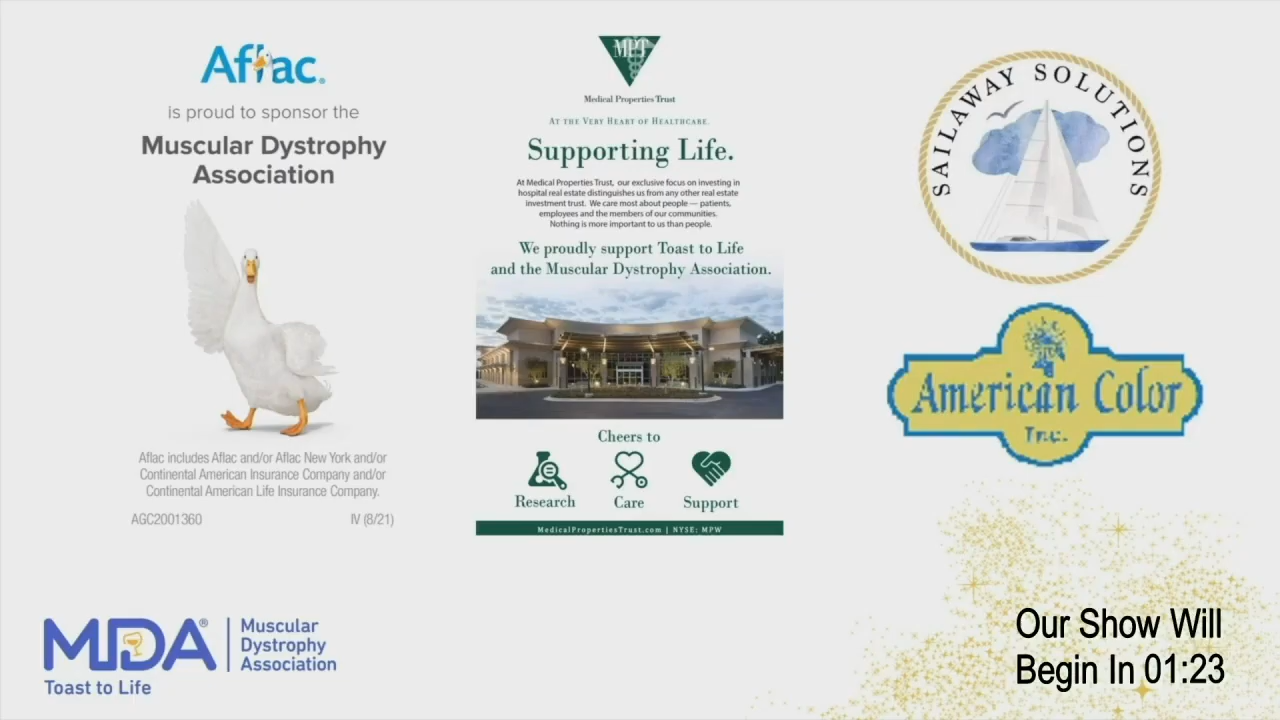 Aflac.
is proud to sponsor the
Muscular Dystrophy
Association
Aflac includes Aflac and/or Aflac New York and/or
Continental American Insurance Company and/or
Continental American Life Insurance Company.
AGC2001360 IV (8/21)
MPT
Medical Properties Trust
At the Very Heart of Healthcare.
Supporting Life.
At Medical Properties Trust, our exclusive focus on investing in
hospital real estate distinguishes us from any other real estate
investment trust. We care most about people — patients,
employees and the members of our communities.
Nothing is more important to us than people.
We proudly support Toast to Life
and the Muscular Dystrophy Association.
Cheers to
Research Care Support
MedicalPropertiesTrust.com | NYSE: MPW
SAILAWAY SOLUTIONS
American Color
Inc.
MDA® Muscular
Dystrophy
Association
Toast to Life
Our Show Will
Begin In 01:23